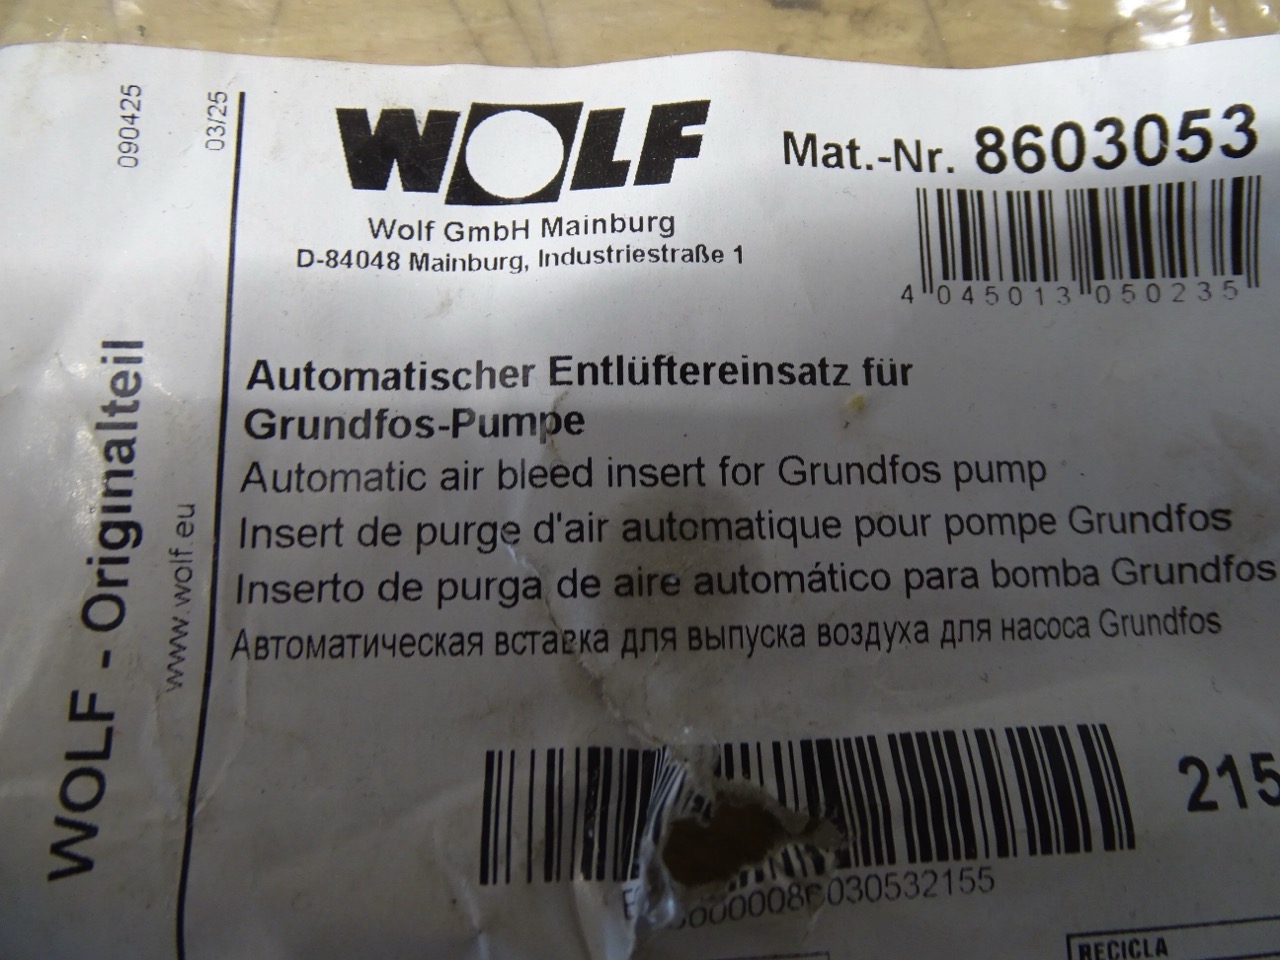 090425
03/25
WOLF - Originalteil
www.wolf.eu
WOLF
Wolf GmbH Mainburg
D-84048 Mainburg, Industriestraße 1
Mat.-Nr. 8603053
4 045013 050235
Automatischer Entlüftereinsatz für
Grundfos-Pumpe
Automatic air bleed insert for Grundfos pump
Insert de purge d'air automatique pour pompe Grundfos
Inserto de purga de aire automático para bomba Grundfos
Автоматическая вставка для выпуска воздуха для насоса Grundfos
215
RECICLA